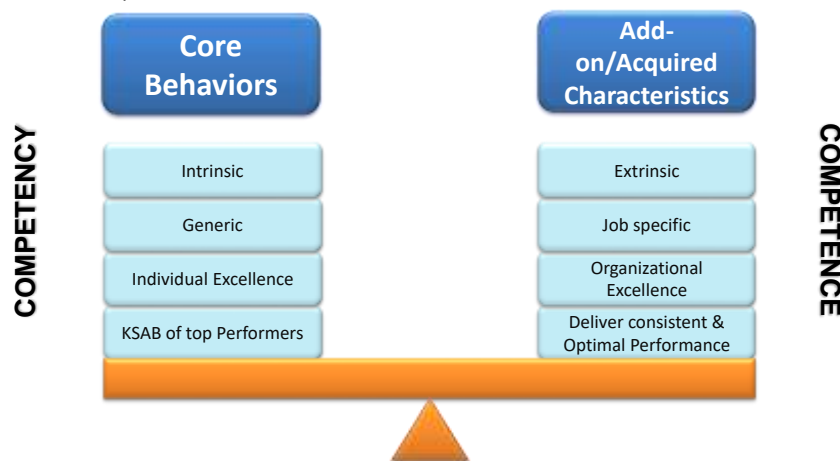 COMPETENCY
Core
Behaviors
Intrinsic
Generic
Individual Excellence
KSAB of top Performers
Add-
on/Acquired
Characteristics
Extrinsic
Job specific
Organizational
Excellence
Deliver consistent &
Optimal Performance
COMPETENCE